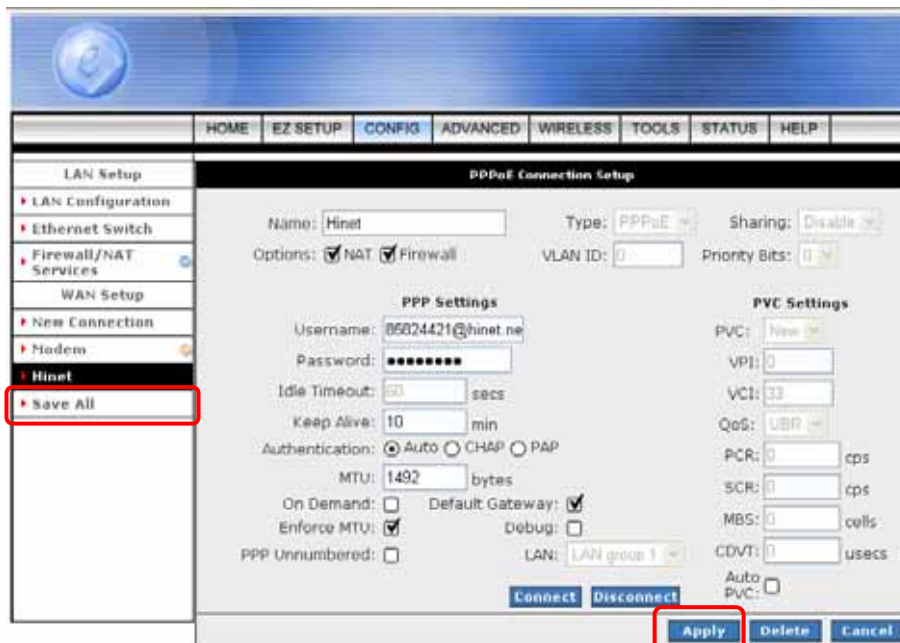 HOME EZ SETUP CONFIG ADVANCED WIRELESS TOOLS STATUS HELP
LAN Setup
LAN Configuration
Ethernet Switch
Firewall/NAT
Services
WAN Setup
New Connection
Modem
Hinet
Save All
PPPoE Connection Setup
Name: Hinet Type: PPPoE Sharing: Disable
Options: NAT Firewall VLAN ID: 0 Priority Bits: 0
PPP Settings
Username: 85824421@hinet.ne
Password: ●●●●●●●●
Idle Timeout: 60 secs
Keep Alive: 10 min
Authentication: Auto CHAP PAP
MTU: 1492 bytes
On Demand: Default Gateway:
Enforce MTU: Debug:
PPP Unnumbered: LAN: LAN group 1
Connect Disconnect
PVC Settings
PVC: New
VPI: 0
VCI: 33
QoS: UBR
PCR: 0 cps
SCR: 0 cps
MBS: 0 cells
CDVT: 0 usecs
Auto
PVC:
Apply Delete Cancel